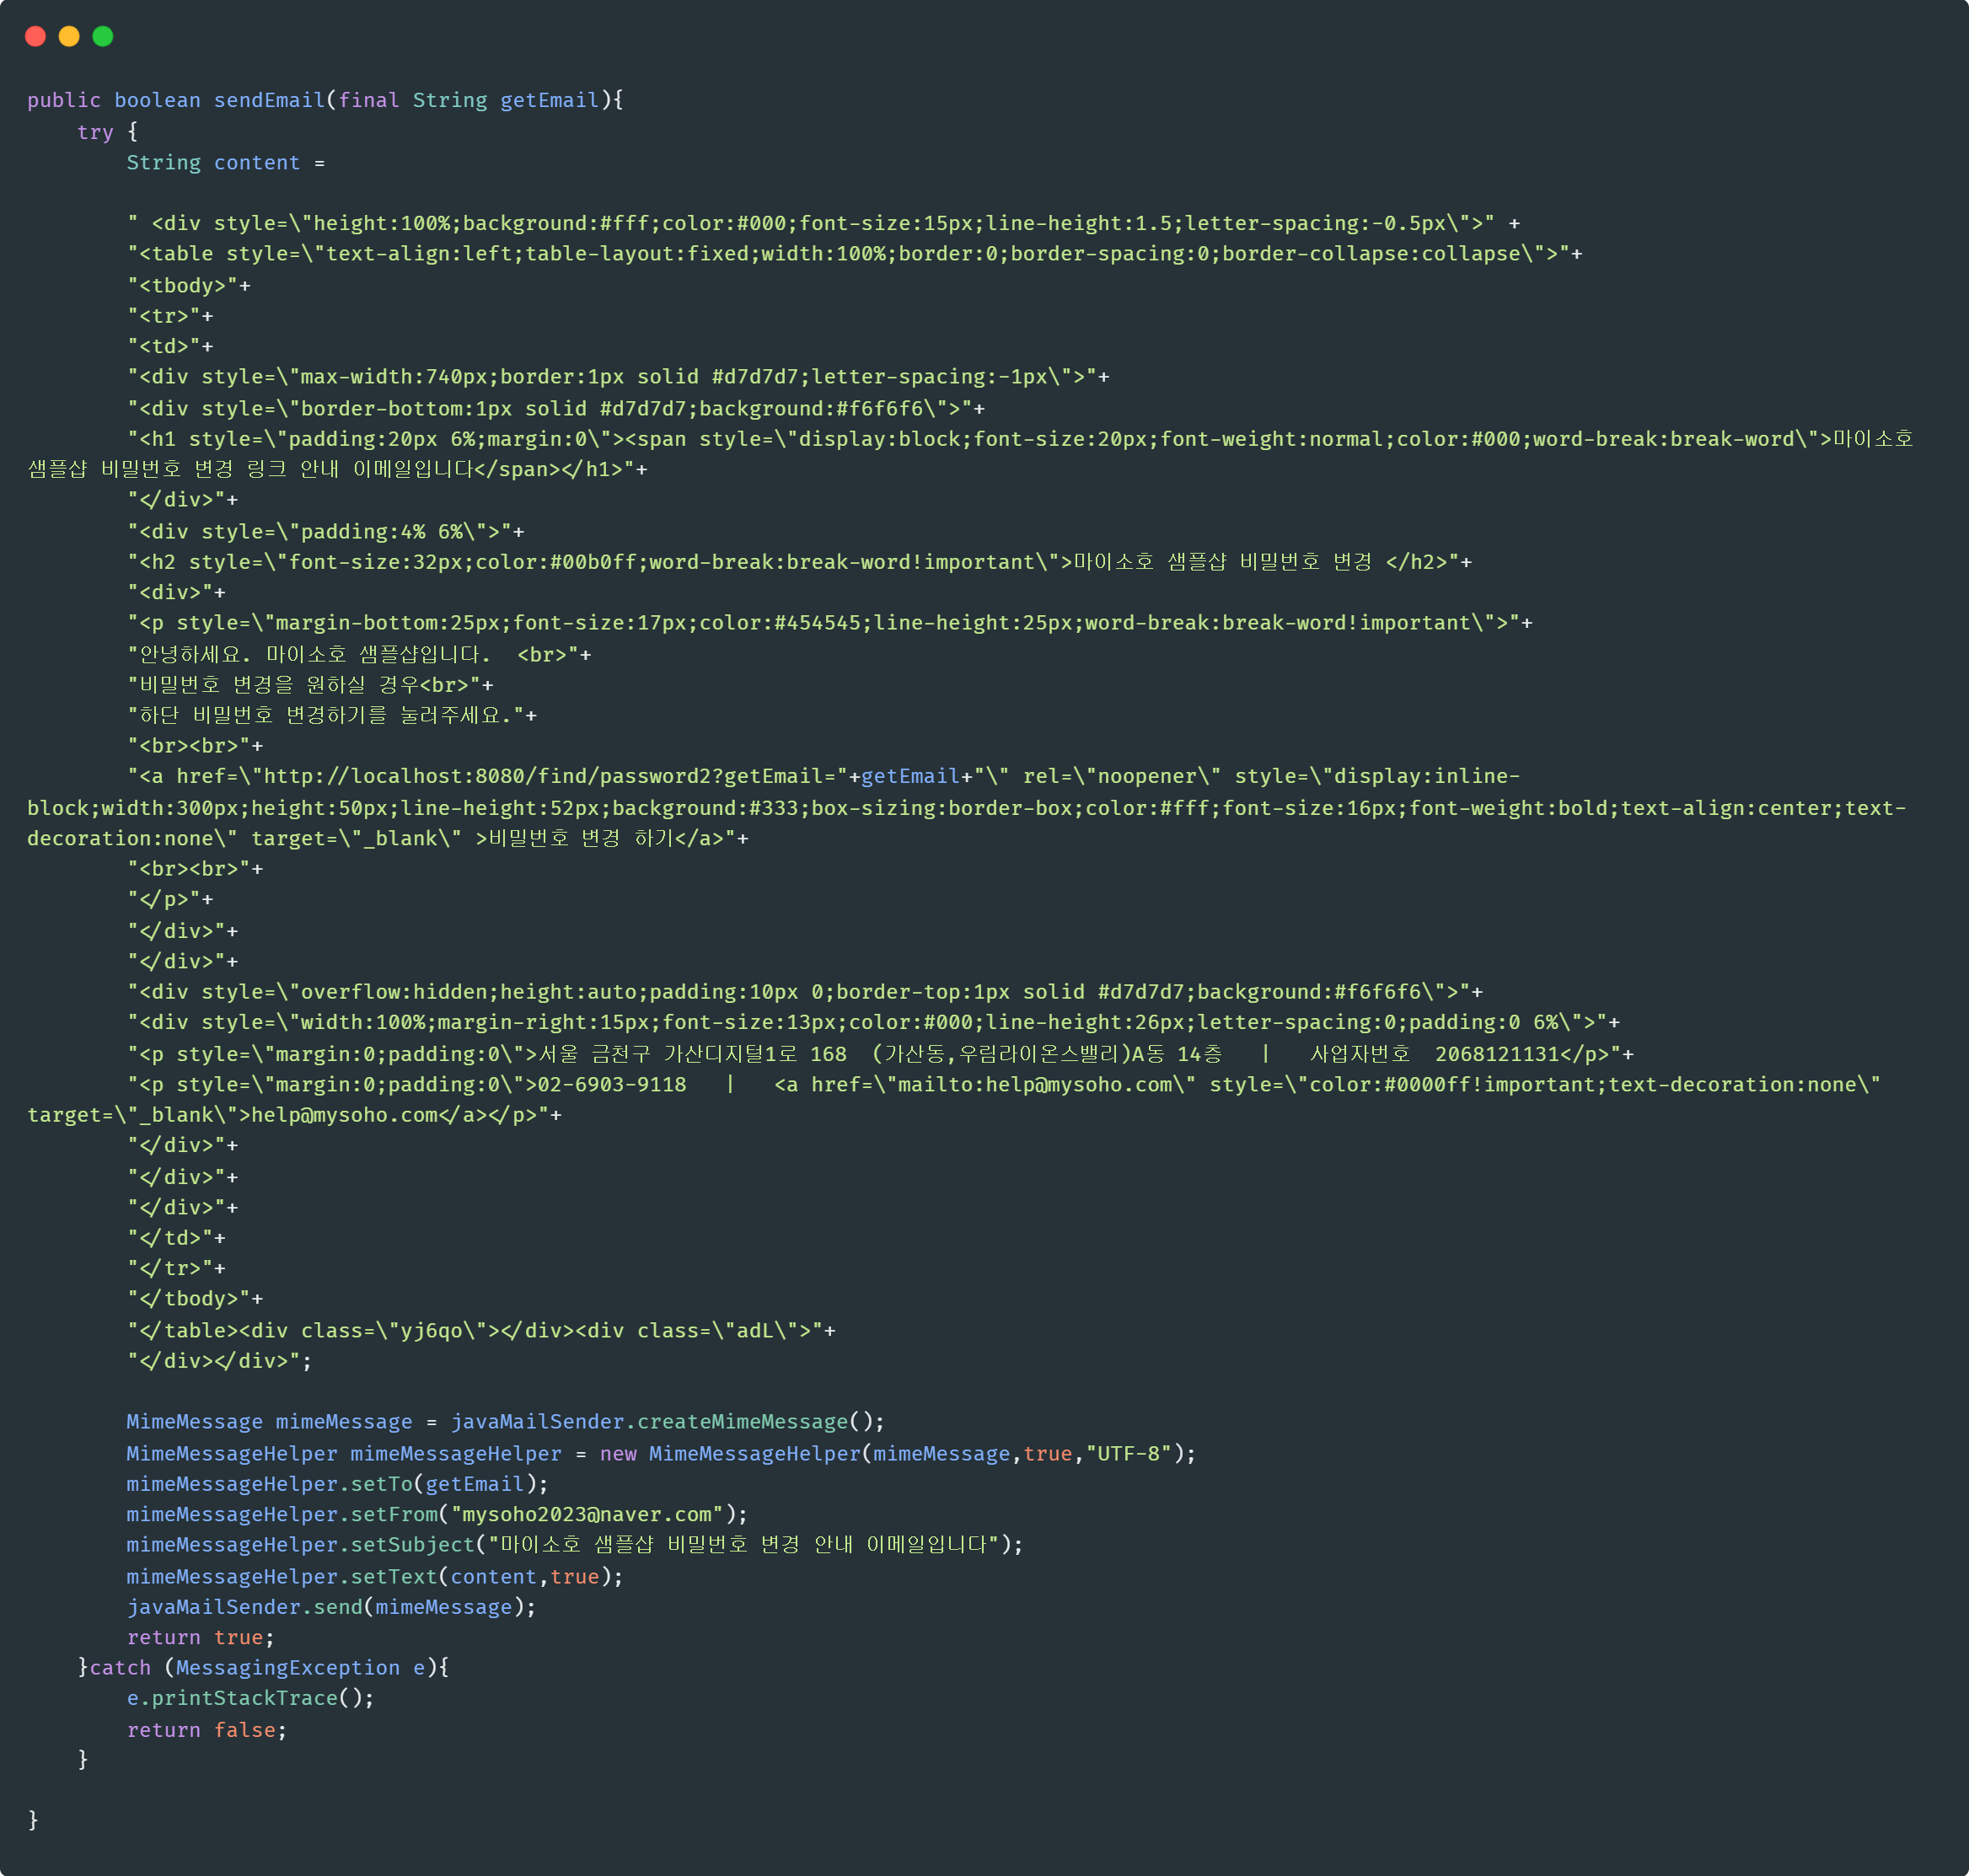 public boolean sendEmail(final String getEmail){
    try {
        String content =

        " <div style=\"height:100%;background:#fff;color:#000;font-size:15px;line-height:1.5;letter-spacing:-0.5px\">" +
        "<table style=\"text-align:left;table-layout:fixed;width:100%;border:0;border-spacing:0;border-collapse:collapse\">"+
        "<tbody>"+
        "<tr>"+
        "<td>"+
        "<div style=\"max-width:740px;border:1px solid #d7d7d7;letter-spacing:-1px\">"+
        "<div style=\"border-bottom:1px solid #d7d7d7;background:#f6f6f6\">"+
        "<h1 style=\"padding:20px 6%;margin:0\"><span style=\"display:block;font-size:20px;font-weight:normal;color:#000;word-break:break-word\">마이소호
샘플샵 비밀번호 변경 링크 안내 이메일입니다</span></h1>"+
        "</div>"+
        "<div style=\"padding:4% 6%\">"+
        "<h2 style=\"font-size:32px;color:#00b0ff;word-break:break-word!important\">마이소호 샘플샵 비밀번호 변경 </h2>"+
        "<div>"+
        "<p style=\"margin-bottom:25px;font-size:17px;color:#454545;line-height:25px;word-break:break-word!important\">"+
        "안녕하세요. 마이소호 샘플샵입니다.  <br>"+
        "비밀번호 변경을 원하실 경우<br>"+
        "하단 비밀번호 변경하기를 눌러주세요."+
        "<br><br>"+
        "<a href=\"http://localhost:8080/find/password2?getEmail="+getEmail+"\" rel=\"noopener\" style=\"display:inline-
block;width:300px;height:50px;line-height:52px;background:#333;box-sizing:border-box;color:#fff;font-size:16px;font-weight:bold;text-align:center;text-
decoration:none\" target=\"_blank\" >비밀번호 변경 하기</a>"+
        "<br><br>"+
        "</p>"+
        "</div>"+
        "</div>"+
        "<div style=\"overflow:hidden;height:auto;padding:10px 0;border-top:1px solid #d7d7d7;background:#f6f6f6\">"+
        "<div style=\"width:100%;margin-right:15px;font-size:13px;color:#000;line-height:26px;letter-spacing:0;padding:0 6%\">"+
        "<p style=\"margin:0;padding:0\">서울 금천구 가산디지털1로 168  (가산동,우림라이온스밸리)A동 14층   |   사업자번호  2068121131</p>"+
        "<p style=\"margin:0;padding:0\">02-6903-9118   |   <a href=\"mailto:help@mysoho.com\" style=\"color:#0000ff!important;text-decoration:none\"
target=\"_blank\">help@mysoho.com</a></p>"+
        "</div>"+
        "</div>"+
        "</div>"+
        "</td>"+
        "</tr>"+
        "</tbody>"+
        "</table><div class=\"yj6qo\"></div><div class=\"adL\">"+
        "</div></div>";

        MimeMessage mimeMessage = javaMailSender.createMimeMessage();
        MimeMessageHelper mimeMessageHelper = new MimeMessageHelper(mimeMessage,true,"UTF-8");
        mimeMessageHelper.setTo(getEmail);
        mimeMessageHelper.setFrom("mysoho2023@naver.com");
        mimeMessageHelper.setSubject("마이소호 샘플샵 비밀번호 변경 안내 이메일입니다");
        mimeMessageHelper.setText(content,true);
        javaMailSender.send(mimeMessage);
        return true;
    }catch (MessagingException e){
        e.printStackTrace();
        return false;
    }

}